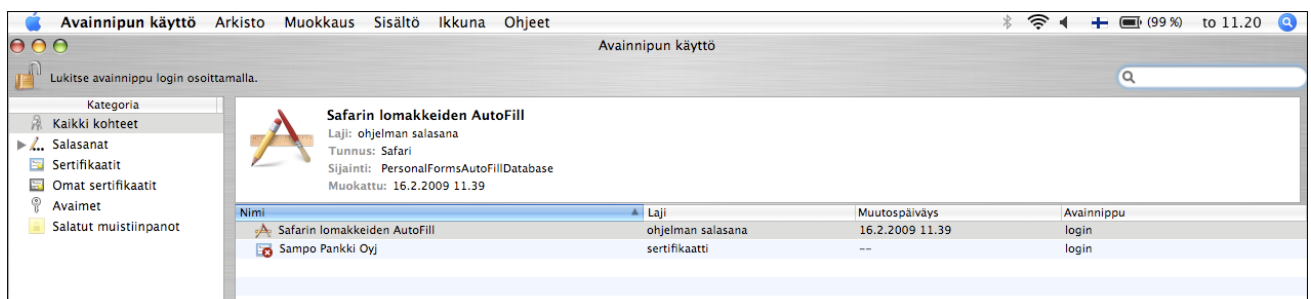 Avainnipun käyttö Arkisto Muokkaus Sisältö Ikkuna Ohjeet (99 %) to 11.20
Avainnipun käyttö
Lukitse avainnippu login osoittamalla.
Kategoria
Kaikki kohteet
Salasanat
Sertifikaatit
Omat sertifikaatit
Avaimet
Salatut muistiinpanot
Safarin lomakkeiden AutoFill
Laji: ohjelman salasana
Tunnus: Safari
Sijainti: PersonalFormsAutoFillDatabase
Muokattu: 16.2.2009 11.39
Nimi Laji Muutospäiväys Avainnippu
Safarin lomakkeiden AutoFill ohjelman salasana 16.2.2009 11.39 login
Sampo Pankki Oyj sertifikaatti -- login